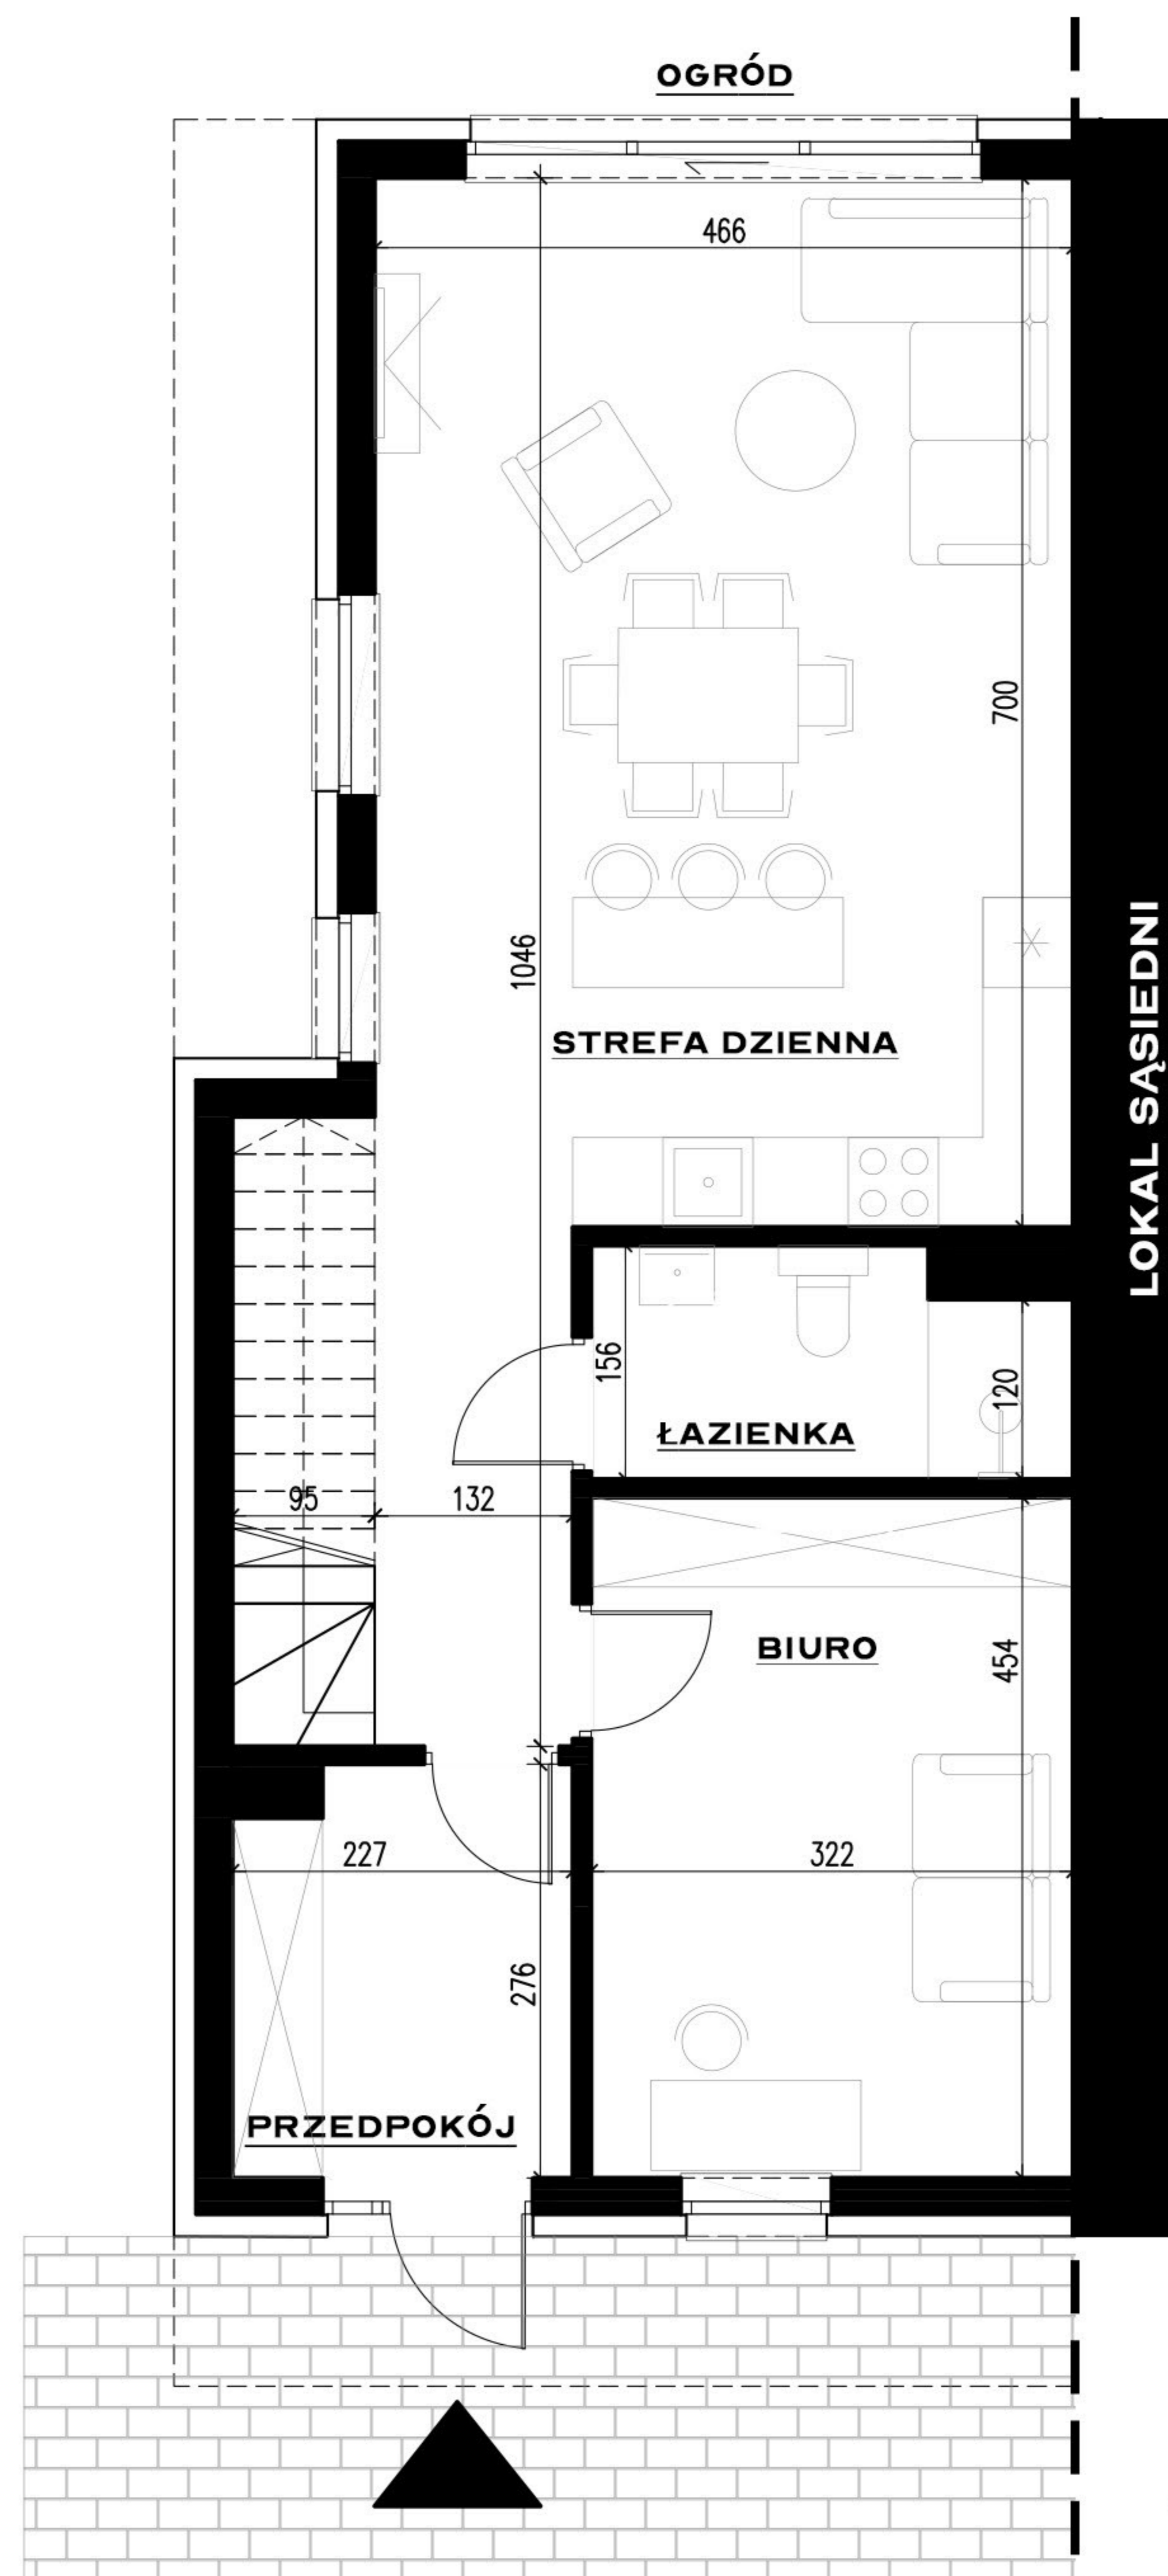 OGRÓD
466
700
1046
STREFA DZIENNA
LOKAL SĄSIEDNI
156
120
ŁAZIENKA
95
132
BIURO
454
227
322
276
PRZEDPOKÓJ